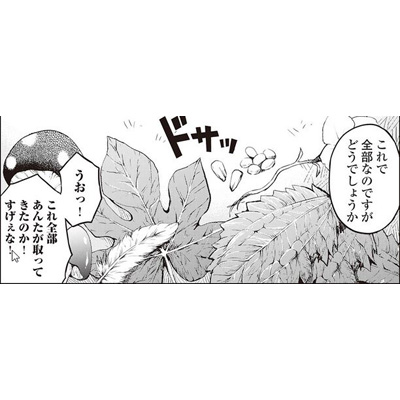 これで
全部なのですが
どうでしょうか
ドサッ
うおっ！
これ全部
あんたが取って
きたのか！
すげぇな！